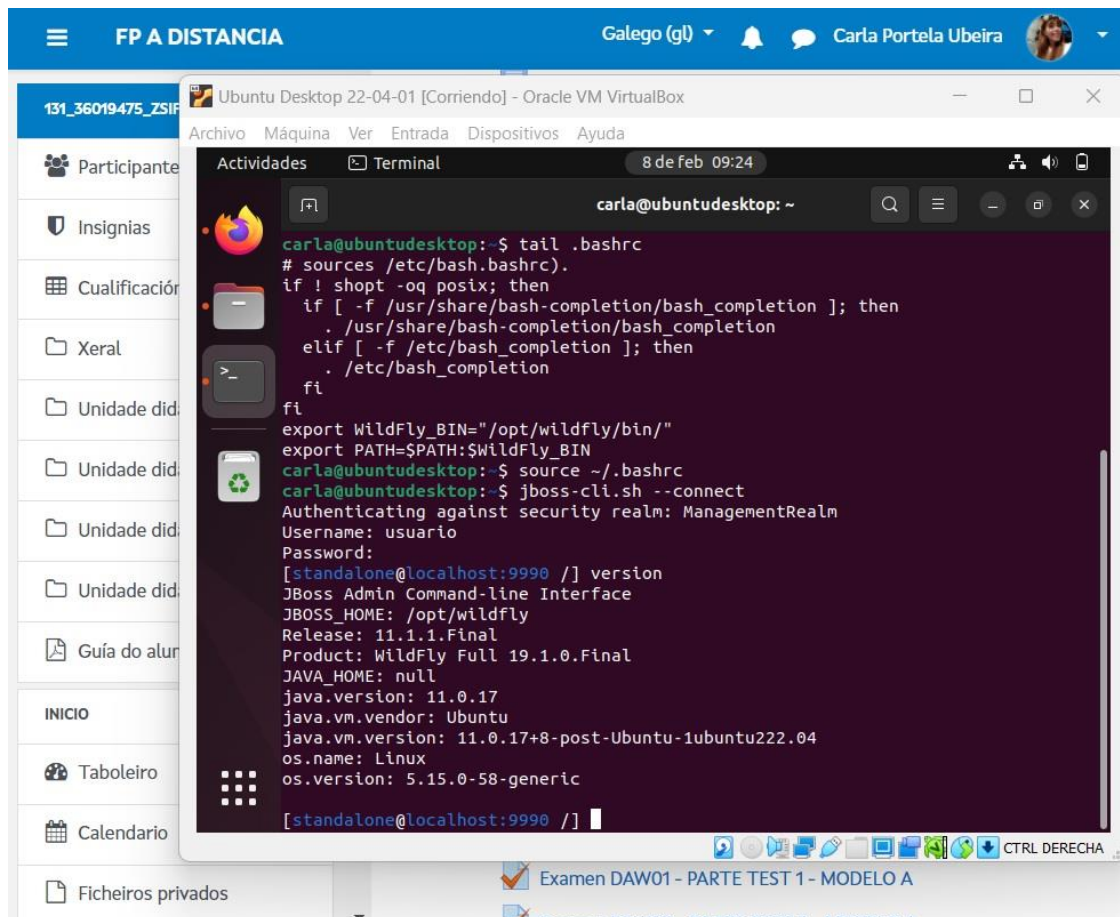 FP A DISTANCIA
Galego (gl)
Carla Portela Ubeira
131_36019475_ZSIF
Participante
Insignias
Cualificación
Xeral
Unidade did
Unidade did
Unidade did
Unidade did
Guía do alur
INICIO
Taboleiro
Calendario
Ficheiros privados
Ubuntu Desktop 22-04-01 [Corriendo] - Oracle VM VirtualBox
Archivo Máquina Ver Entrada Dispositivos Ayuda
Actividades Terminal 8 de feb 09:24
carla@ubuntudesktop: ~
carla@ubuntudesktop:~$ tail .bashrc
# sources /etc/bash.bashrc).
if ! shopt -oq posix; then
  if [ -f /usr/share/bash-completion/bash_completion ]; then
    . /usr/share/bash-completion/bash_completion
  elif [ -f /etc/bash_completion ]; then
    . /etc/bash_completion
  fi
fi
export WildFly_BIN="/opt/wildfly/bin/"
export PATH=$PATH:$WildFly_BIN
carla@ubuntudesktop:~$ source ~/.bashrc
carla@ubuntudesktop:~$ jboss-cli.sh --connect
Authenticating against security realm: ManagementRealm
Username: usuario
Password:
[standalone@localhost:9990 /] version
JBoss Admin Command-line Interface
JBOSS_HOME: /opt/wildfly
Release: 11.1.1.Final
Product: WildFly Full 19.1.0.Final
JAVA_HOME: null
java.version: 11.0.17
java.vm.vendor: Ubuntu
java.vm.version: 11.0.17+8-post-Ubuntu-1ubuntu222.04
os.name: Linux
os.version: 5.15.0-58-generic
[standalone@localhost:9990 /]
CTRL DERECHA
Examen DAW01 - PARTE TEST 1 - MODELO A